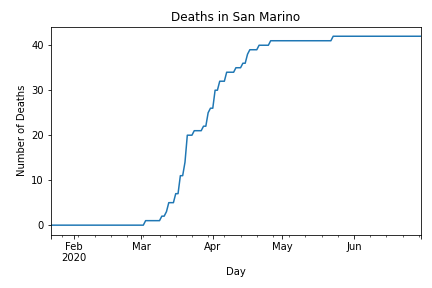 Deaths in San Marino
Number of Deaths
40
30
20
10
0
Feb
2020
Mar
Apr
May
Jun
Day